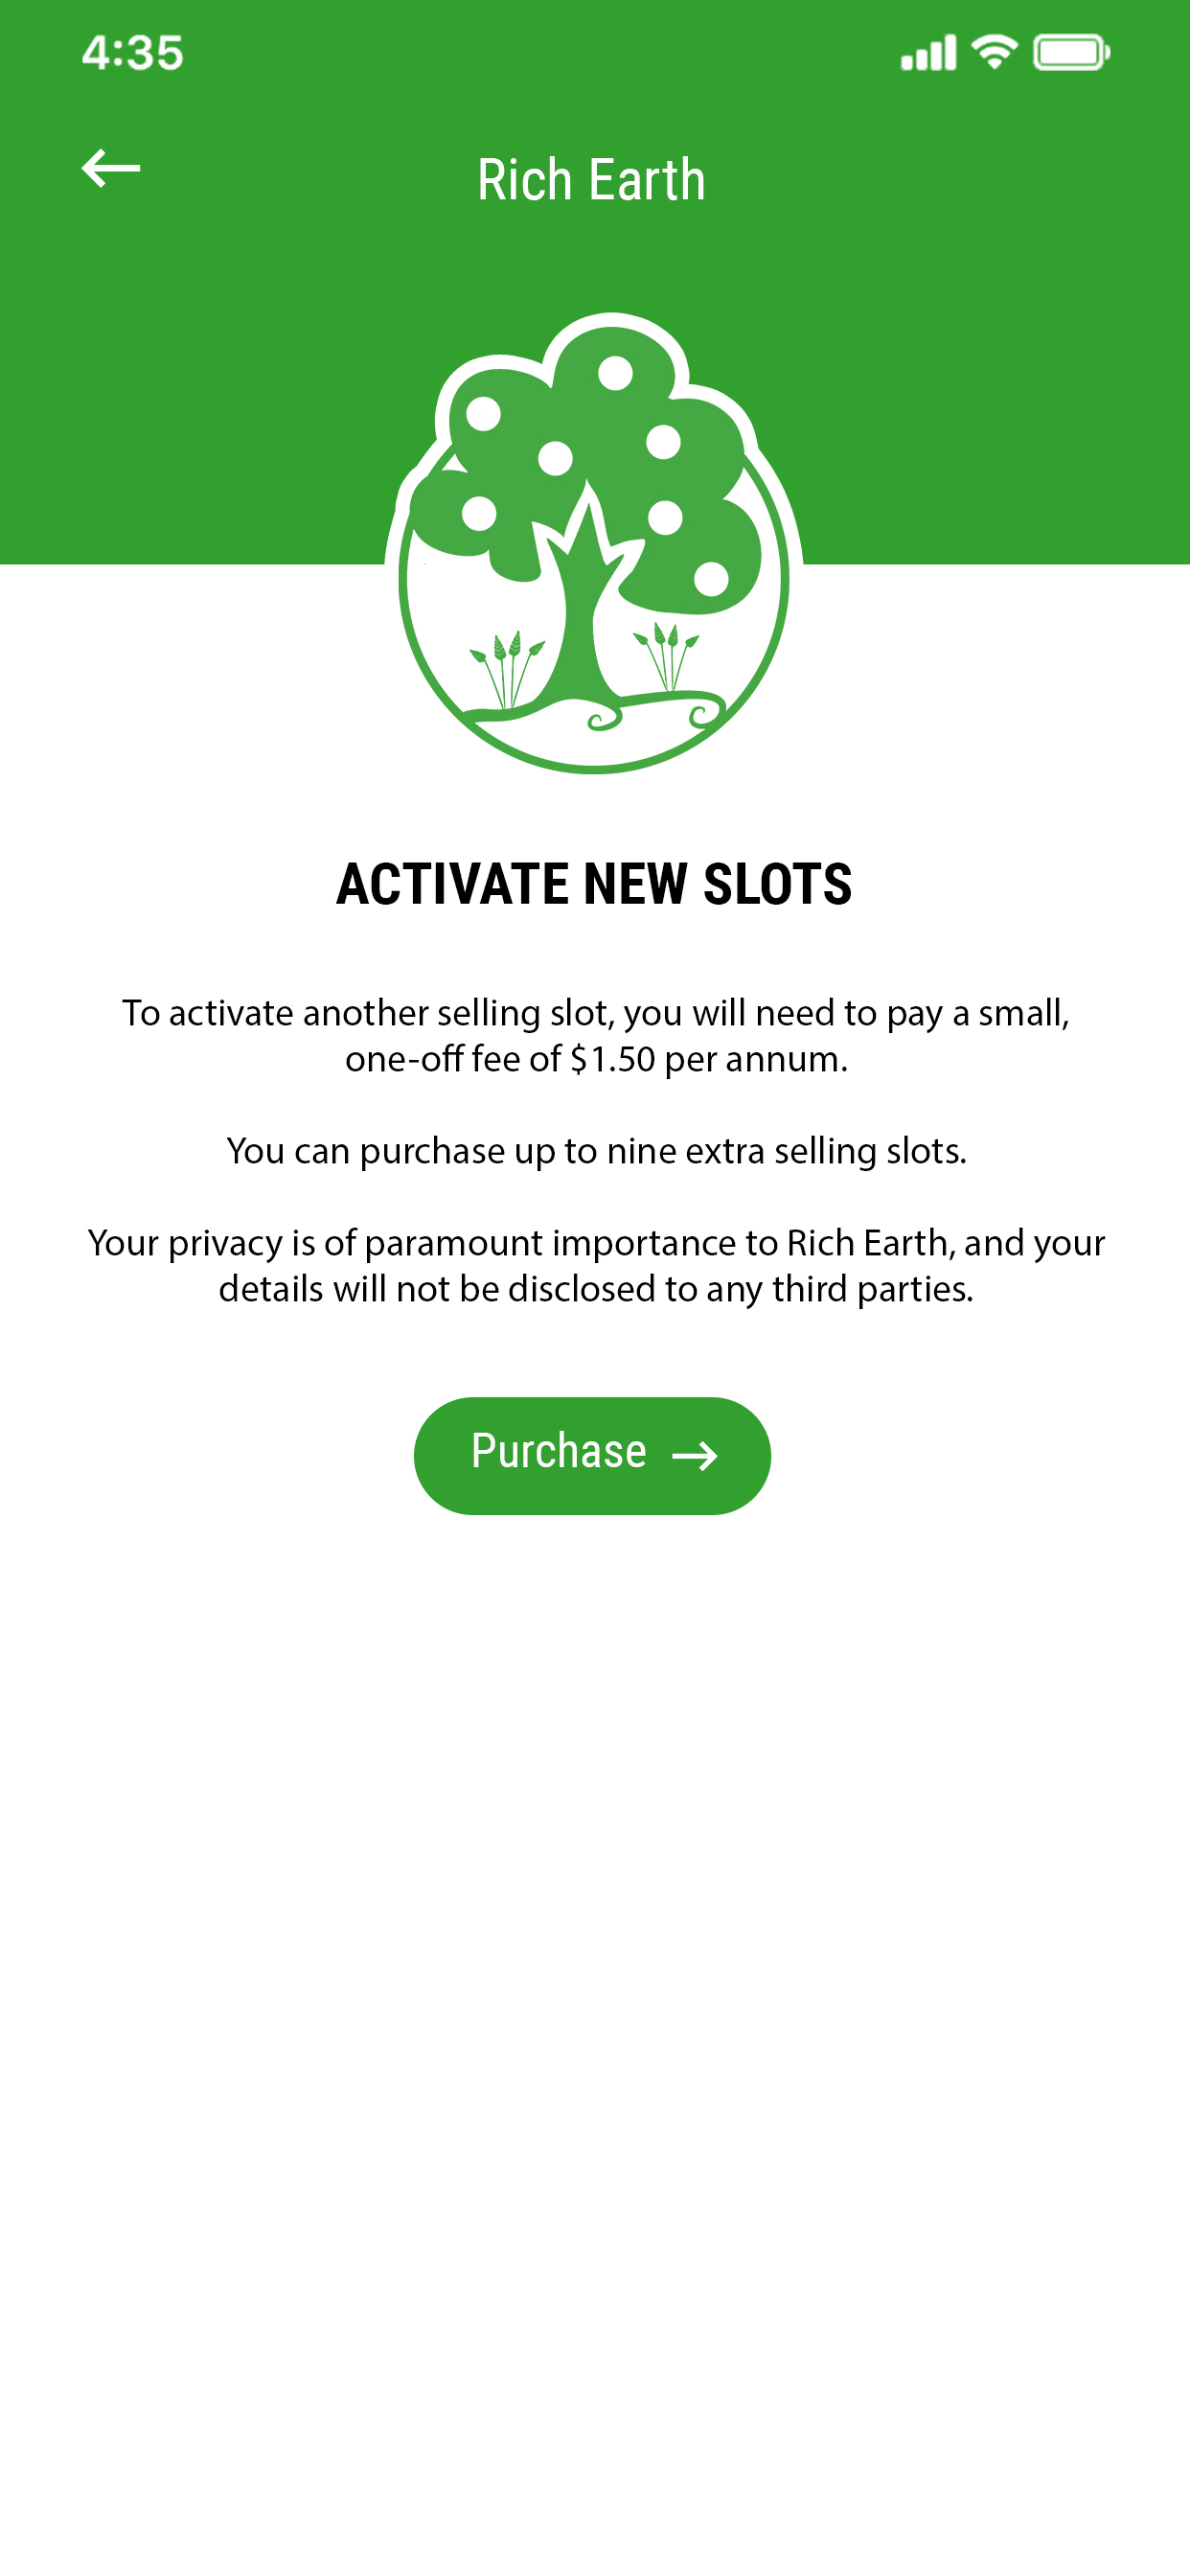 4:35
Rich Earth
ACTIVATE NEW SLOTS
To activate another selling slot, you will need to pay a small,
one-off fee of $1.50 per annum.
You can purchase up to nine extra selling slots.
Your privacy is of paramount importance to Rich Earth, and your
details will not be disclosed to any third parties.
Purchase